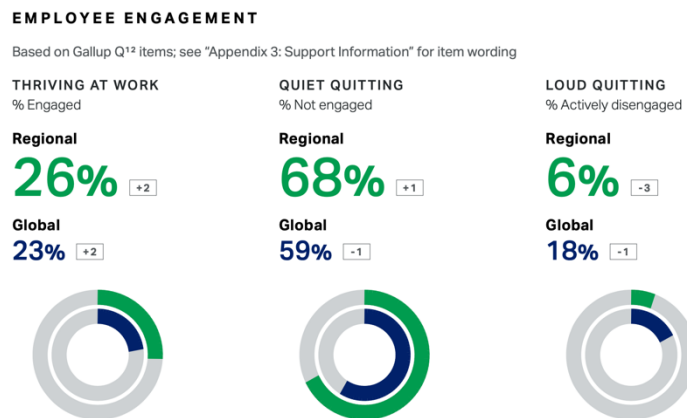 EMPLOYEE ENGAGEMENT
Based on Gallup Q¹² items; see “Appendix 3: Support Information” for item wording
THRIVING AT WORK
% Engaged
Regional
26% +2
Global
23% +2
QUIET QUITTING
% Not engaged
Regional
68% +1
Global
59% -1
LOUD QUITTING
% Actively disengaged
Regional
6% -3
Global
18% -1